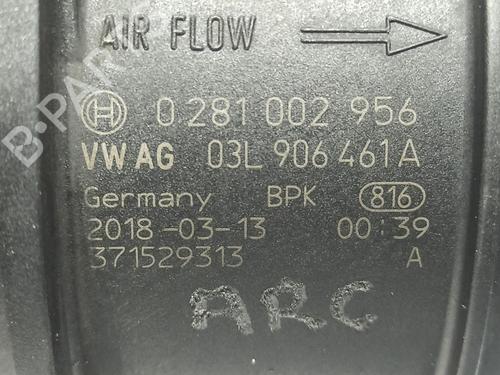 AIR FLOW
0 281 002 956
VW AG 03L 906 461 A
Germany BPK 816
2018-03-13 00:39
371529313 A
ARC
B-PARTS